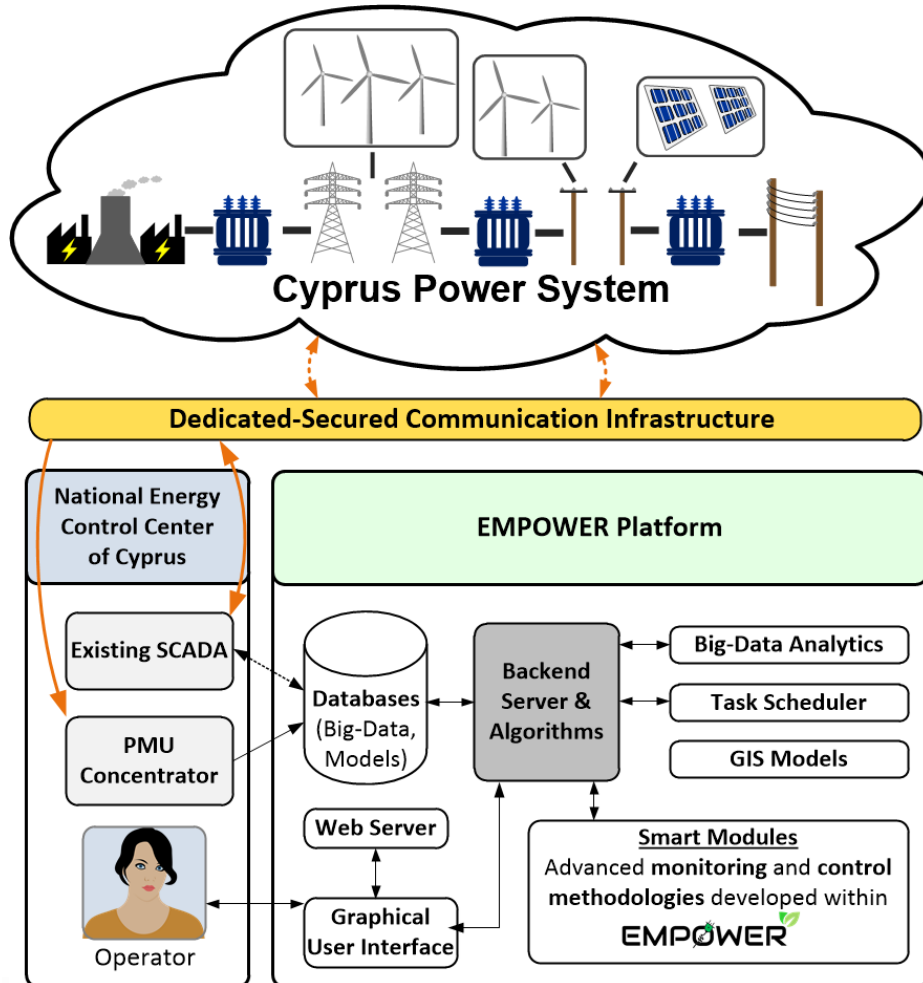 Cyprus Power System
Dedicated-Secured Communication Infrastructure
National Energy
Control Center
of Cyprus
EMPOWER Platform
Existing SCADA
PMU
Concentrator
Operator
Databases
(Big-Data,
Models)
Backend
Server &
Algorithms
Big-Data Analytics
Task Scheduler
GIS Models
Web Server
Graphical
User Interface
Smart Modules
Advanced monitoring and control
methodologies developed within
EMPOWER